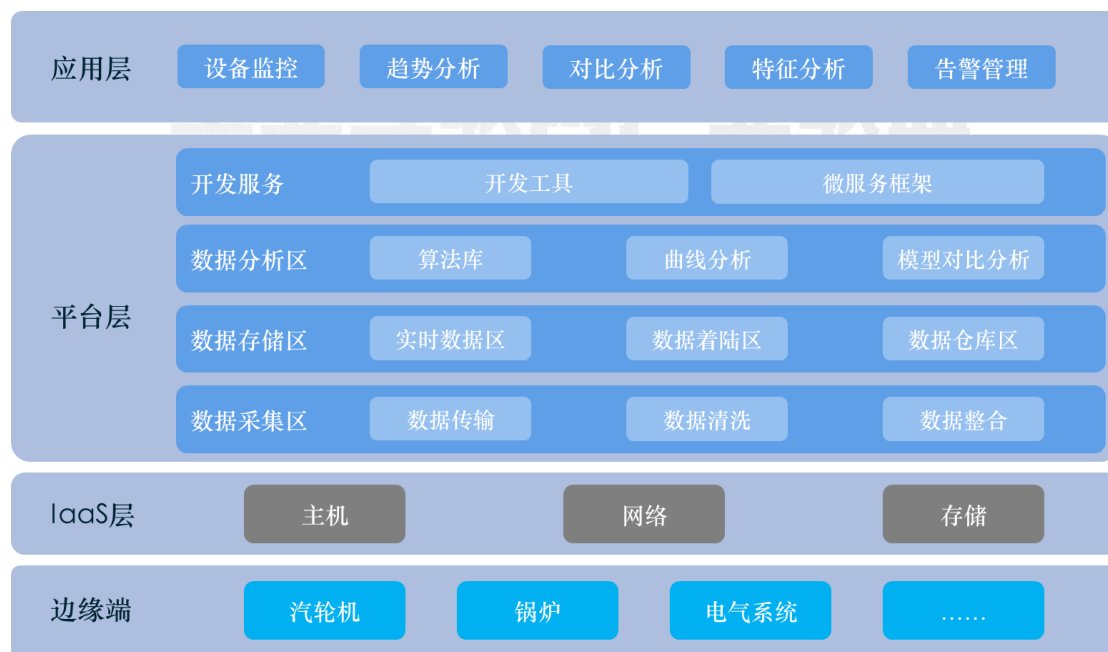 应用层 设备监控 趋势分析 对比分析 特征分析 告警管理
开发服务 开发工具 微服务框架
数据分析区 算法库 曲线分析 模型对比分析
平台层
数据存储区 实时数据区 数据着陆区 数据仓库区
数据采集区 数据传输 数据清洗 数据整合
IaaS层 主机 网络 存储
边缘端 汽轮机 锅炉 电气系统 ……